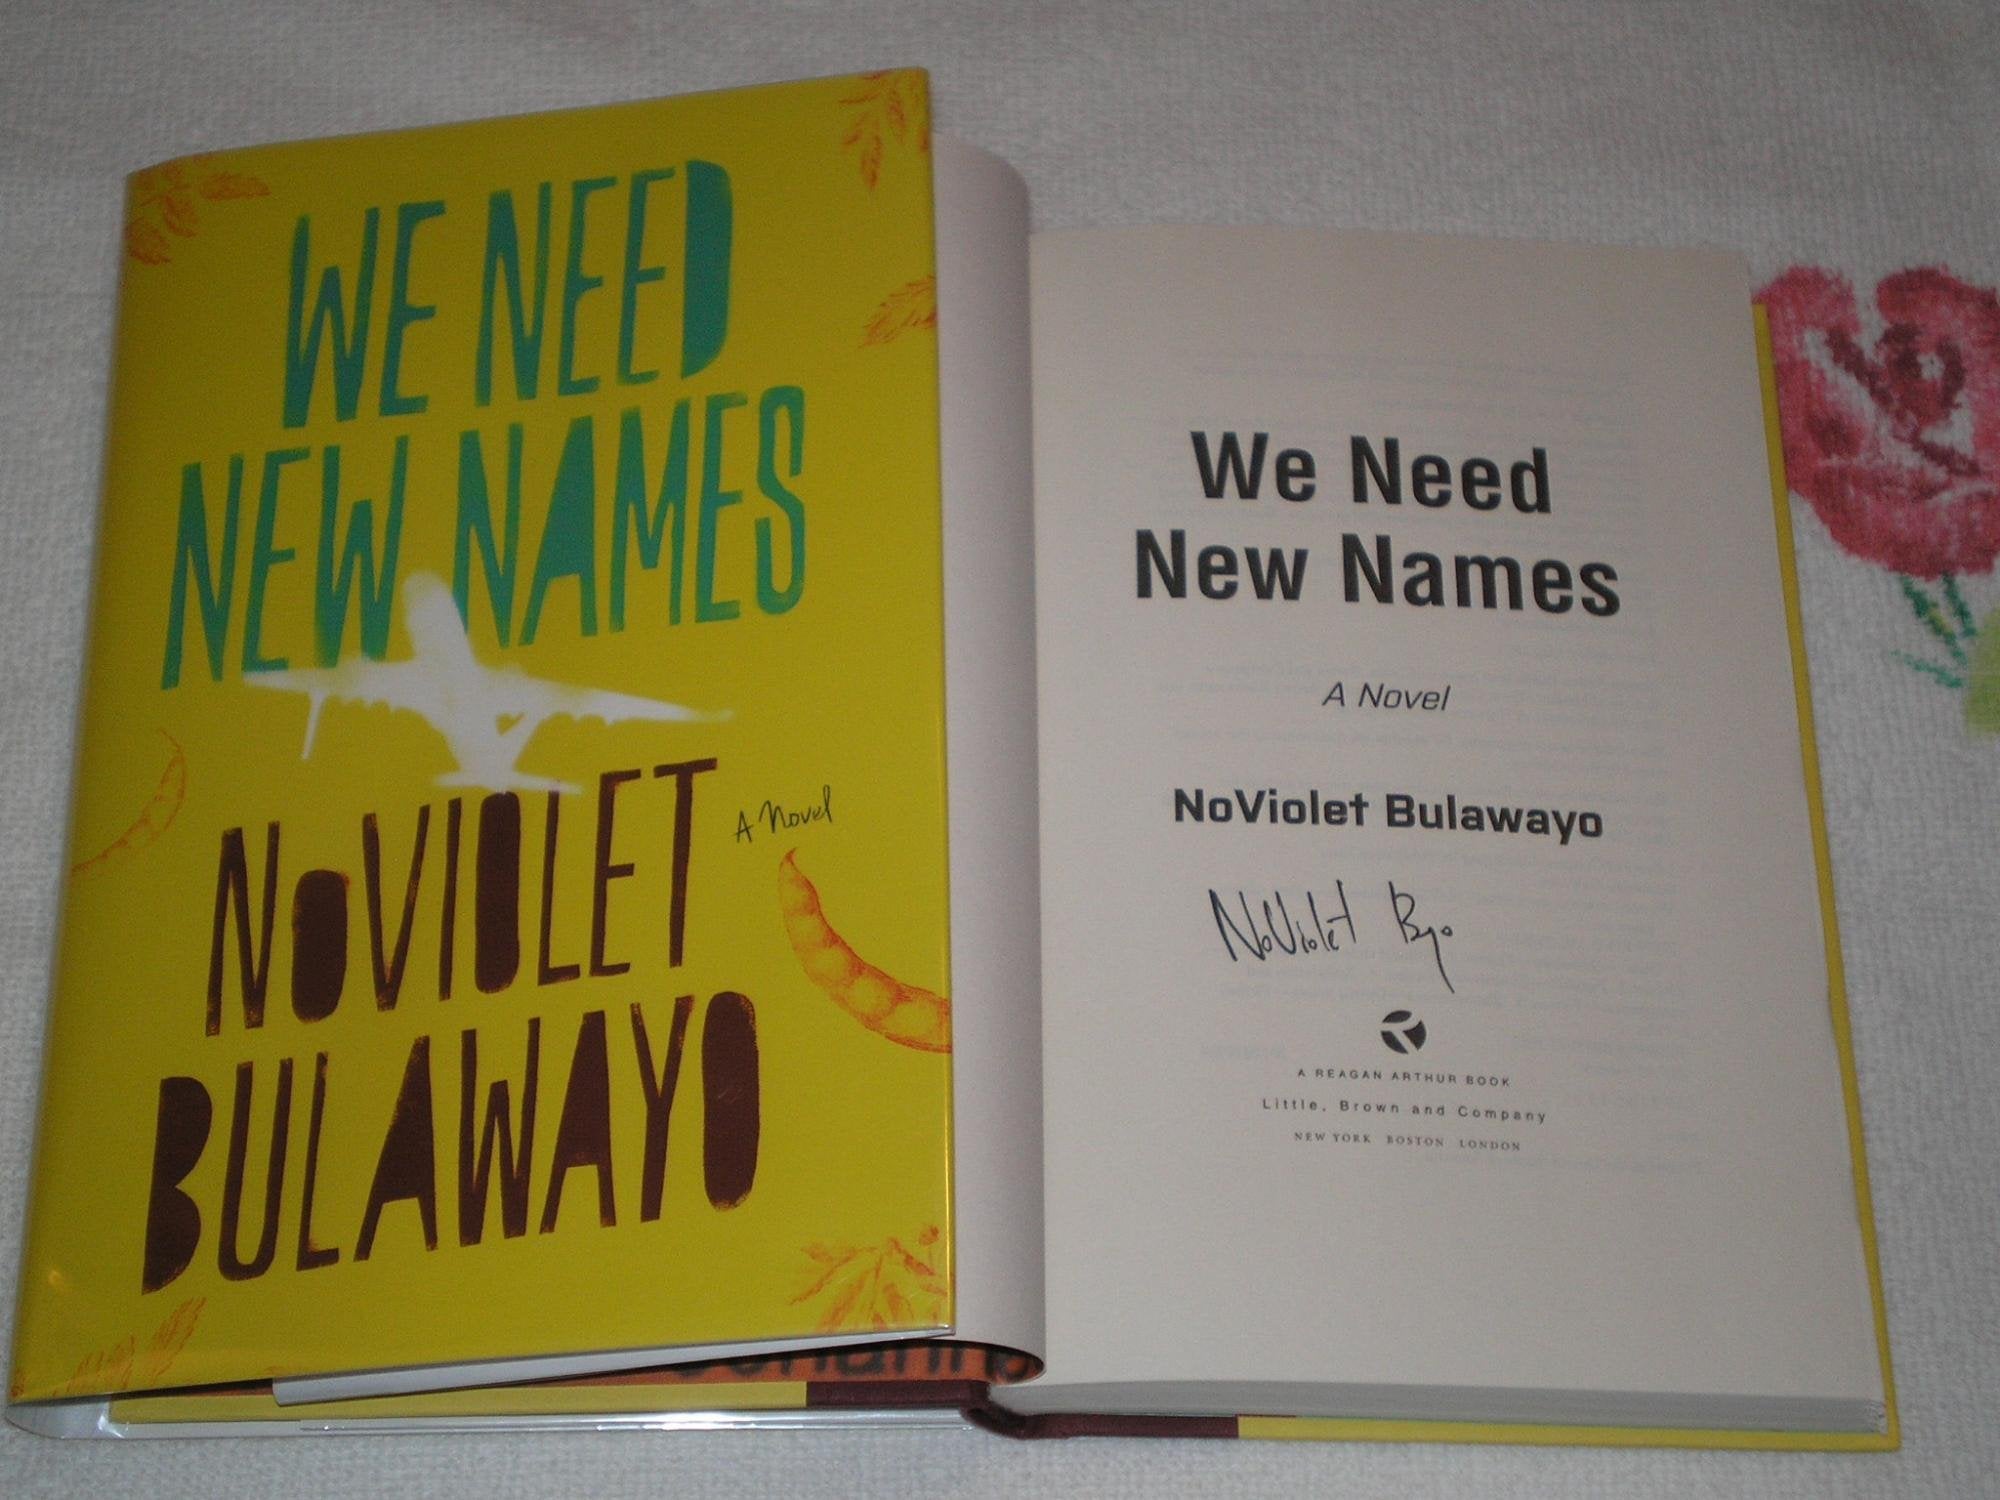 WE NEED
NEW NAMES
NOVIOLET
A Novel
BULAWAYO
We Need
New Names
A Novel
NoViolet Bulawayo
NoViolet B
A REAGAN ARTHUR BOOK
Little, Brown and Company
NEW YORK BOSTON LONDON